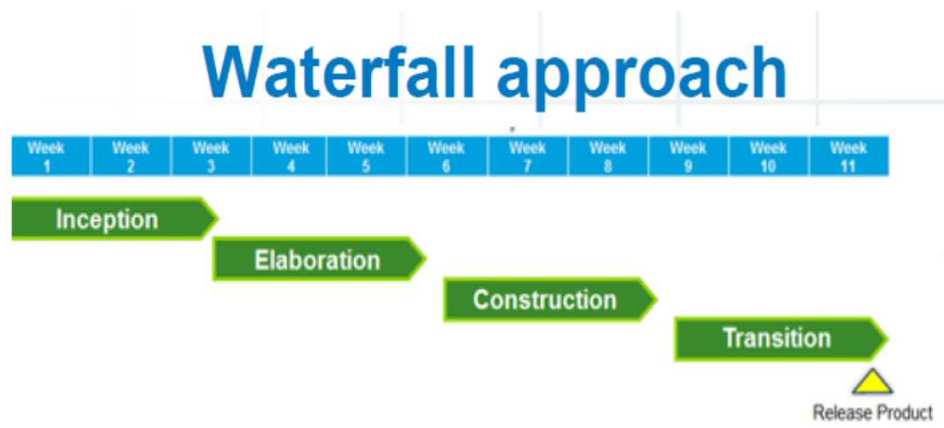 Waterfall approach
Week 1 Week 2 Week 3 Week 4 Week 5 Week 6 Week 7 Week 8 Week 9 Week 10 Week 11
Inception
Elaboration
Construction
Transition
Release Product